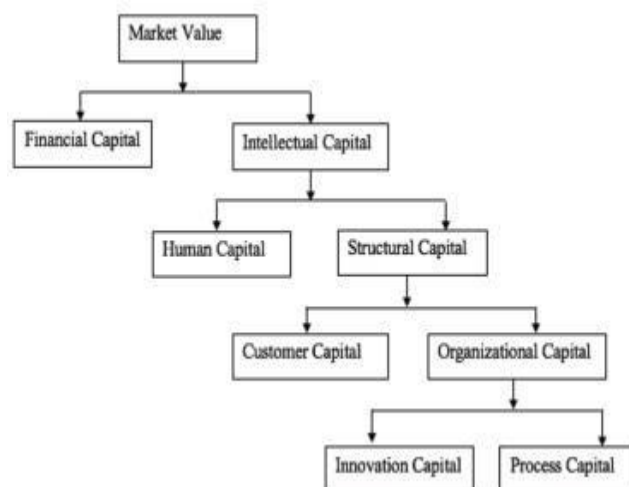 Market Value
Financial Capital
Intellectual Capital
Human Capital
Structural Capital
Customer Capital
Organizational Capital
Innovation Capital
Process Capital